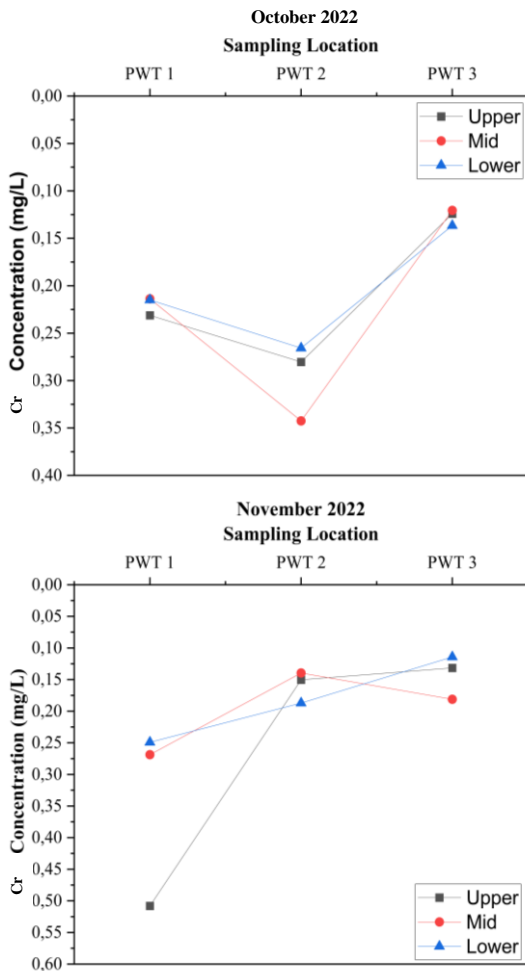 October 2022
Sampling Location
PWT 1 PWT 2 PWT 3
0,00
0,05
0,10
0,15
0,20
0,25
0,30
0,35
0,40
Cr Concentration (mg/L)
Upper
Mid
Lower
November 2022
Sampling Location
PWT 1 PWT 2 PWT 3
0,00
0,05
0,10
0,15
0,20
0,25
0,30
0,35
0,40
0,45
0,50
0,55
0,60
Cr Concentration (mg/L)
Upper
Mid
Lower